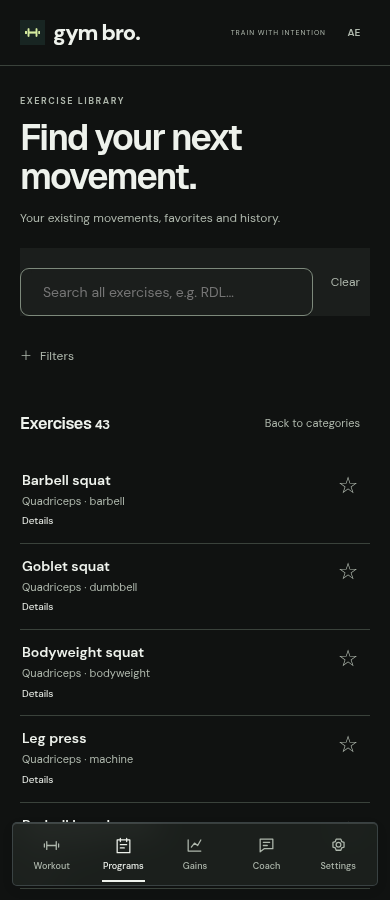 gym bro.
TRAIN WITH INTENTION
AE
EXERCISE LIBRARY
Find your next
movement.
Your existing movements, favorites and history.
Search all exercises, e.g. RDL...
Clear
+ Filters
Exercises 43
Back to categories
Barbell squat
Quadriceps · barbell
Details
Goblet squat
Quadriceps · dumbbell
Details
Bodyweight squat
Quadriceps · bodyweight
Details
Leg press
Quadriceps · machine
Details
Workout
Programs
Gains
Coach
Settings